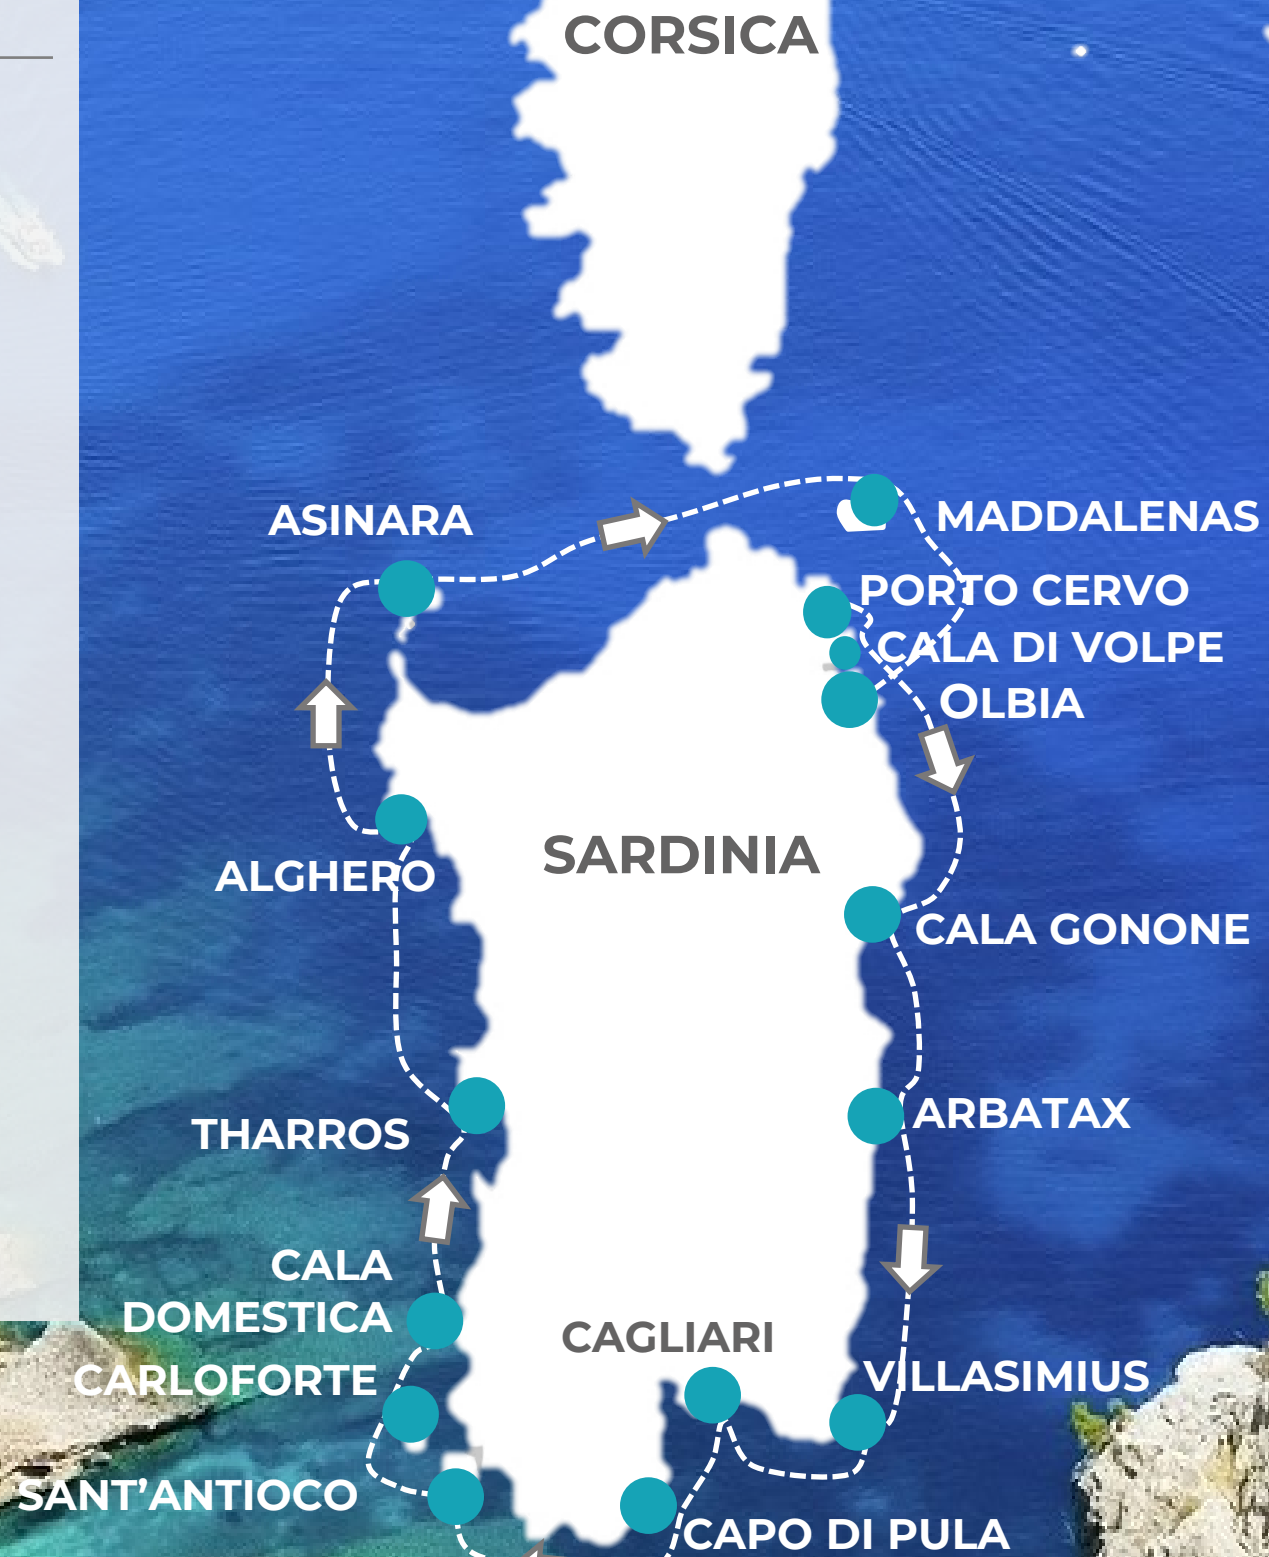 CORSICA
ASINARA
MADDALENAS
PORTO CERVO
CALA DI VOLPE
OLBIA
SARDINIA
ALGHERO
CALA GONONE
ARBATAX
THARROS
CALA
DOMESTICA
CAGLIARI
CARLOFORTE
VILLASIMIUS
SANT'ANTIOCO
CAPO DI PULA